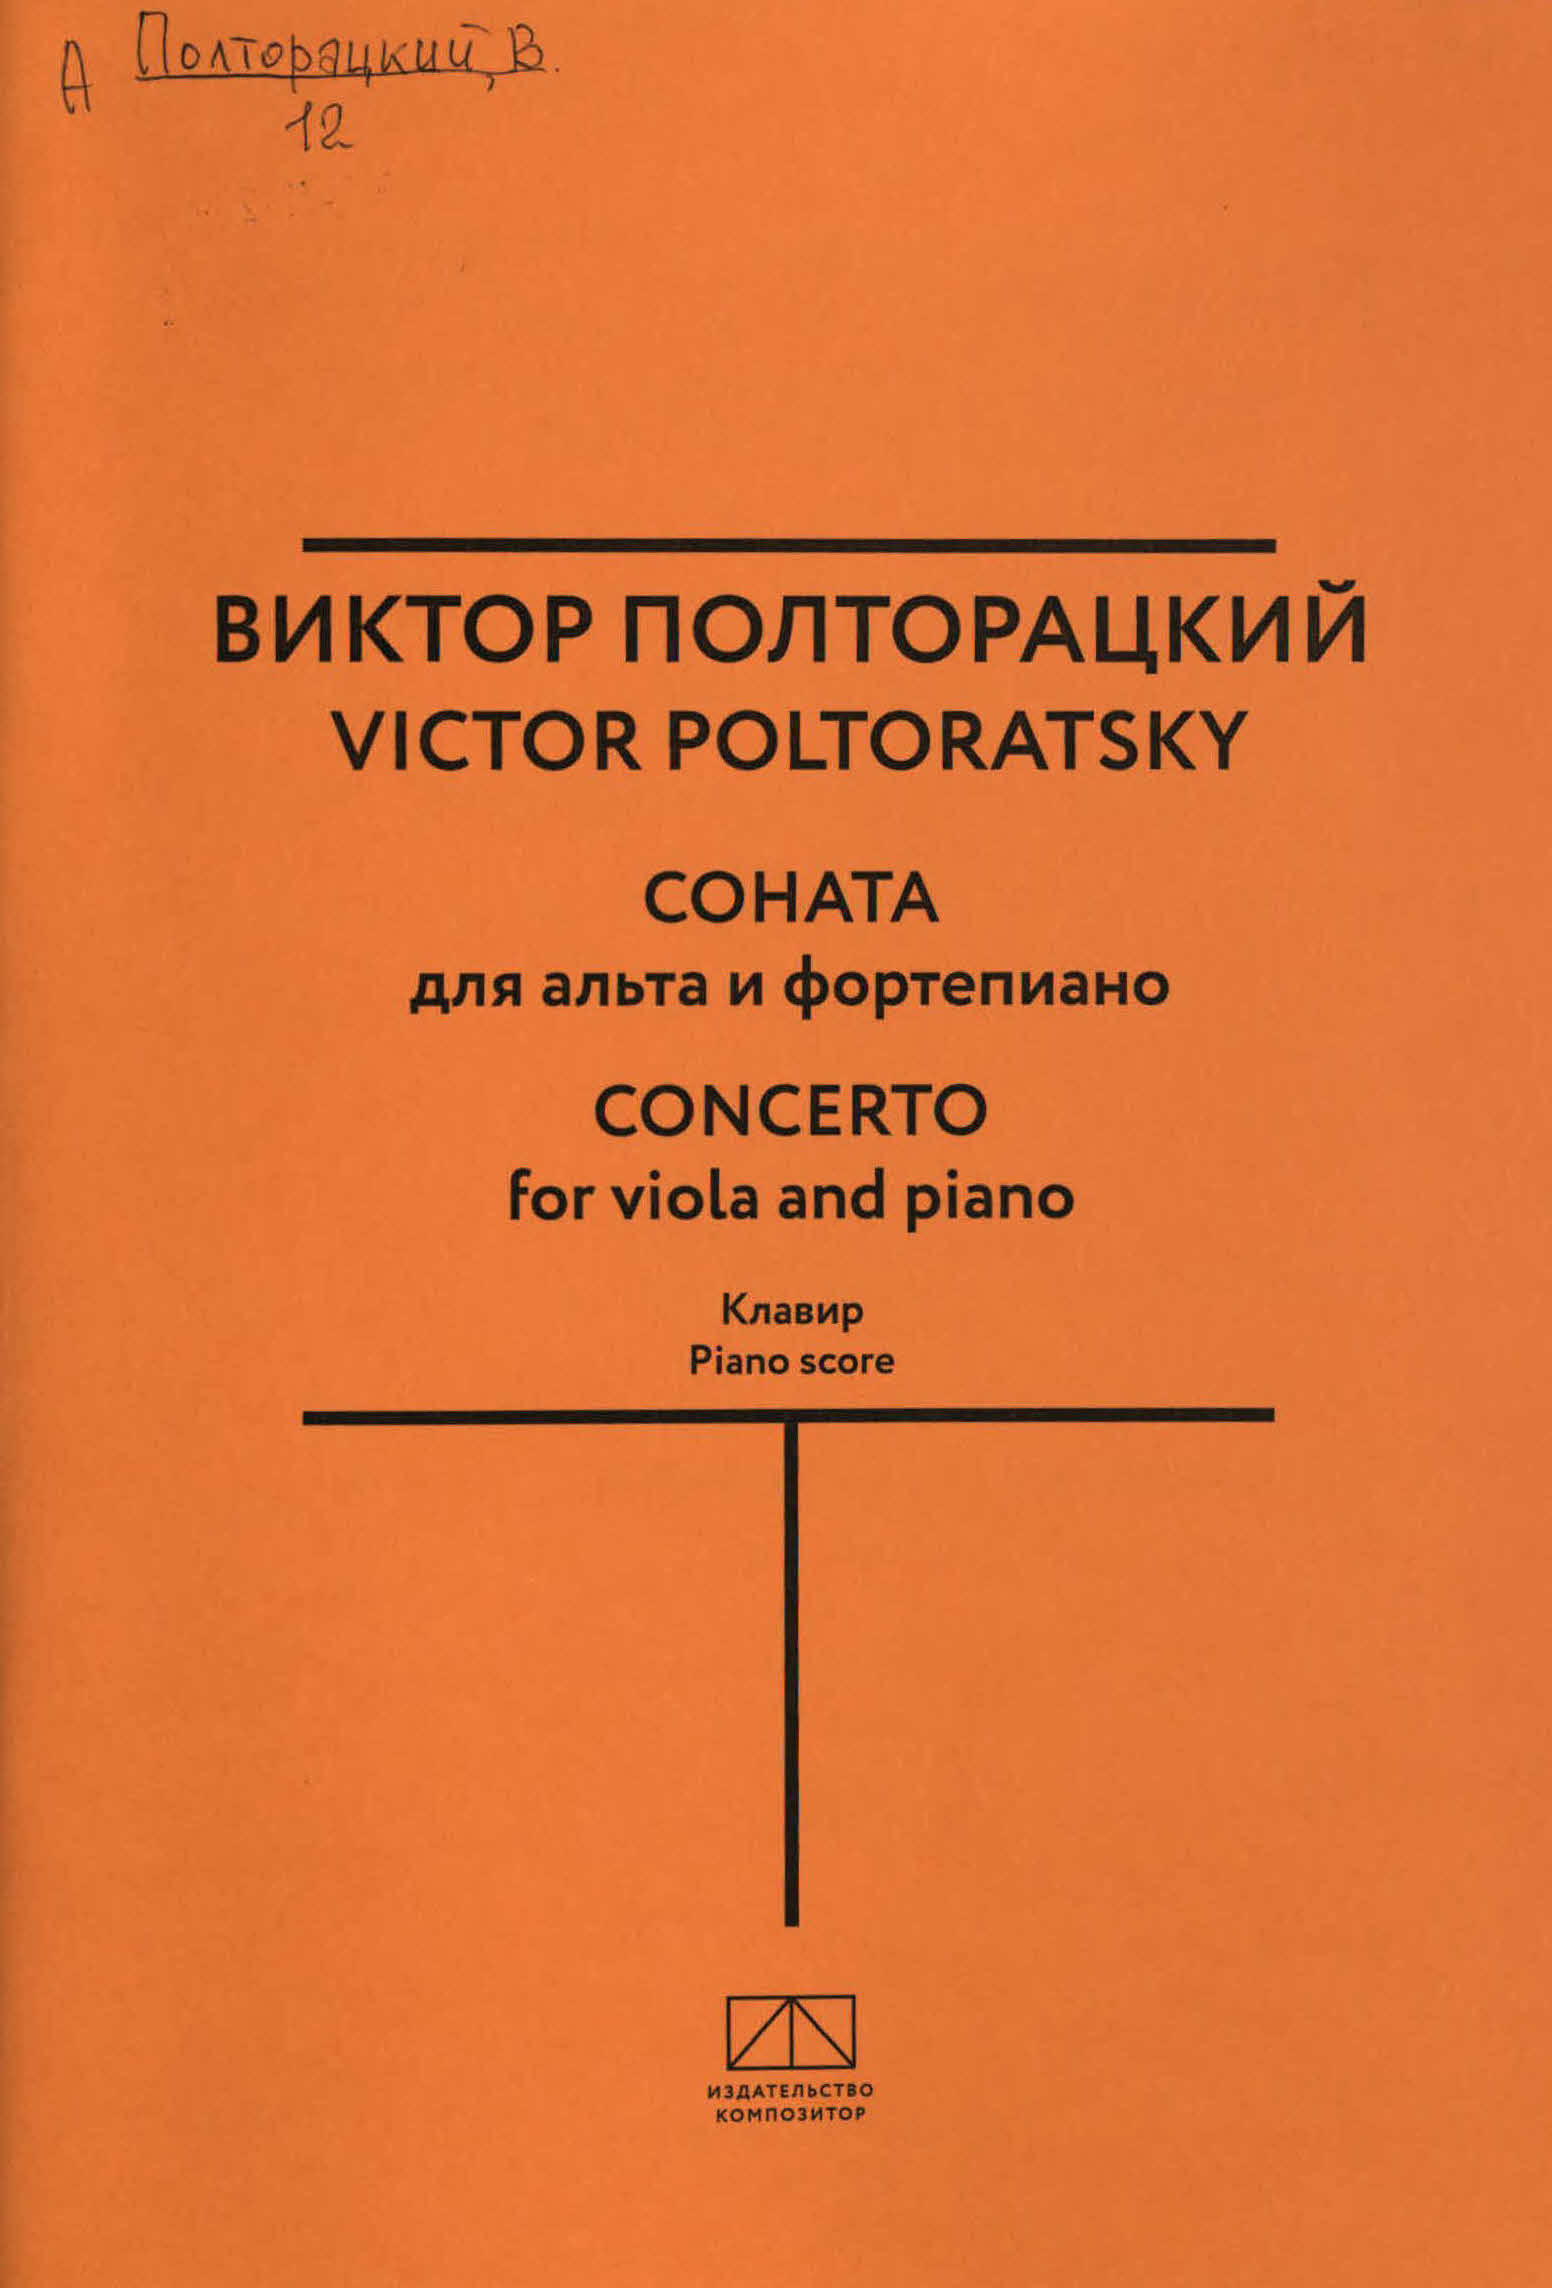 А Полторацкий, В.
12
ВИКТОР ПОЛТОРАЦКИЙ
VICTOR POLTORATSKY
СОНАТА
для альта и фортепиано
CONCERTO
for viola and piano
Клавир
Piano score
ИЗДАТЕЛЬСТВО
КОМПОЗИТОР